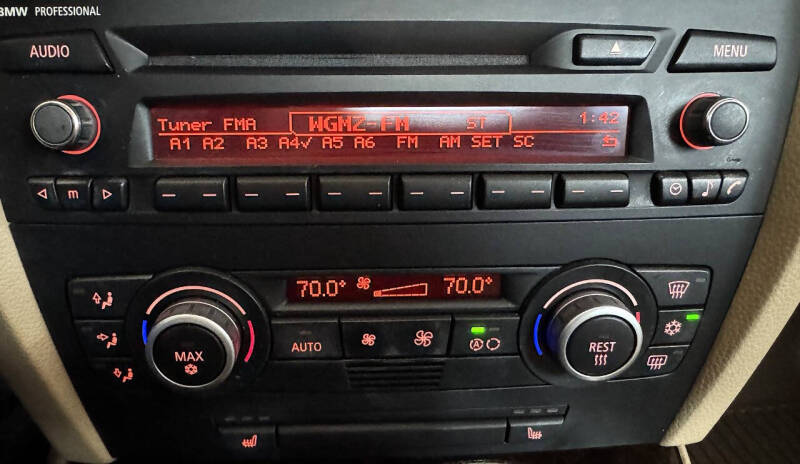 BMW PROFESSIONAL
AUDIO
MENU
Tuner FMA WGMZ-FM ST 1:42
A1 A2 A3 A4✓ A5 A6 FM AM SET SC
m
70.0° 70.0°
MAX
AUTO
A
REST